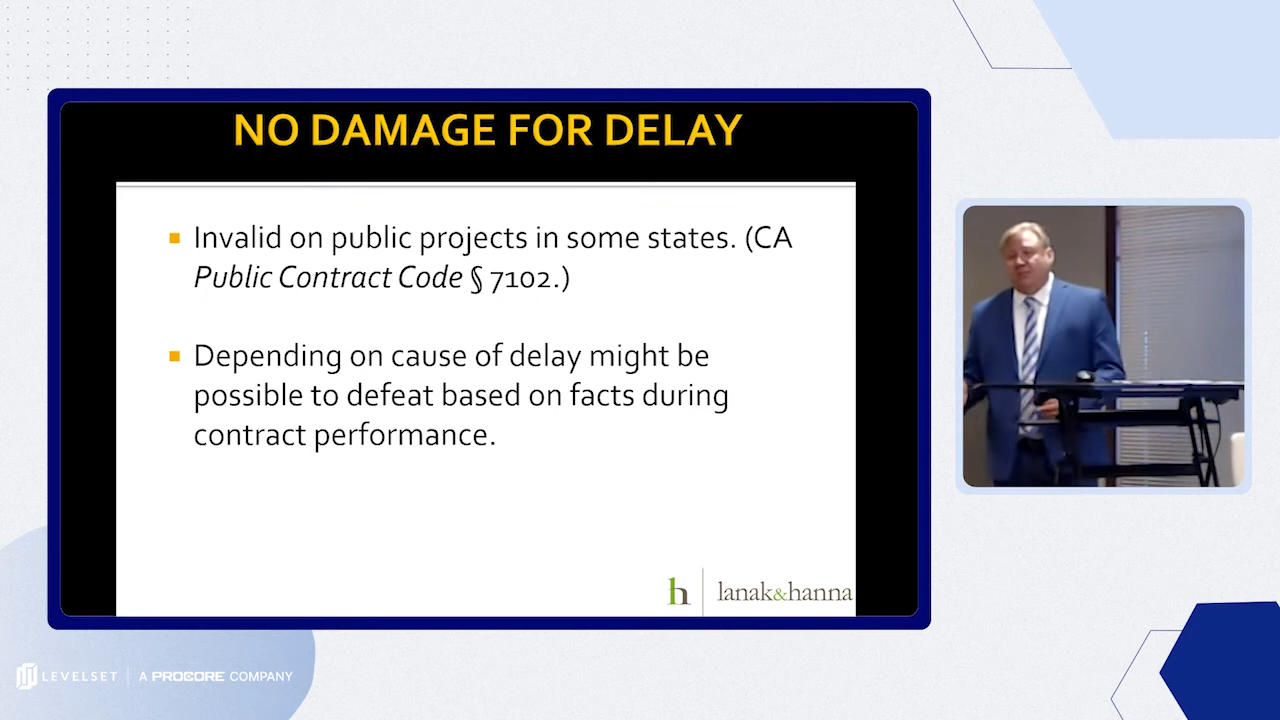 NO DAMAGE FOR DELAY
Invalid on public projects in some states. (CA
Public Contract Code § 7102.)
Depending on cause of delay might be
possible to defeat based on facts during
contract performance.
h lanak&hanna
LEVELSET | A PROCORE COMPANY